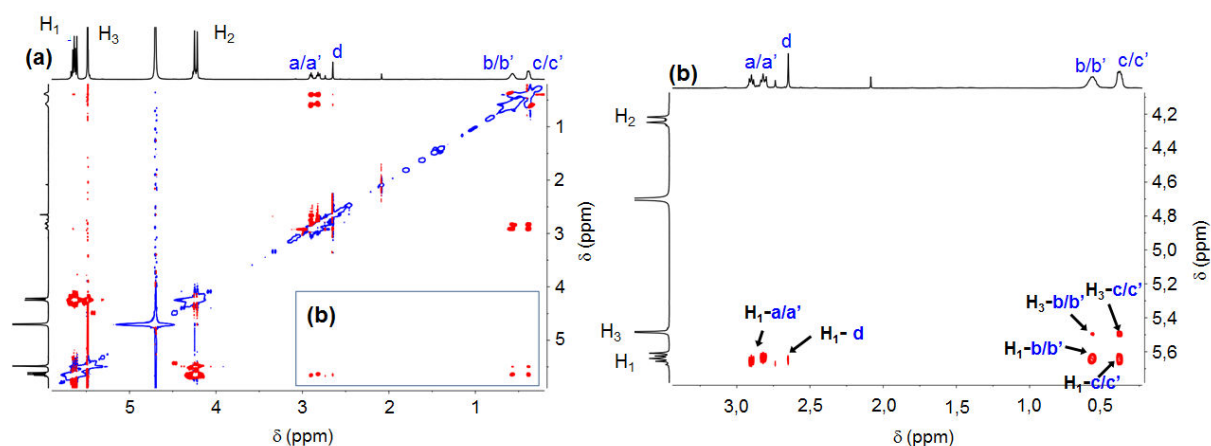 H₁ H₃ H₂
(a) a/a' d b/b' c/c'
1
2
3
4
5
δ (ppm)
(b)
5 4 3 2 1
δ (ppm)
(b) a/a' d b/b' c/c'
H₂
H₃
H₁
4,2
4,4
4,6
4,8
5,0
5,2
5,4
5,6
δ (ppm)
H₃-b/b' H₃-c/c'
H₁-a/a' H₁- d H₁-b/b'
H₁-c/c'
3,0 2,5 2,0 1,5 1,0 0,5
δ (ppm)